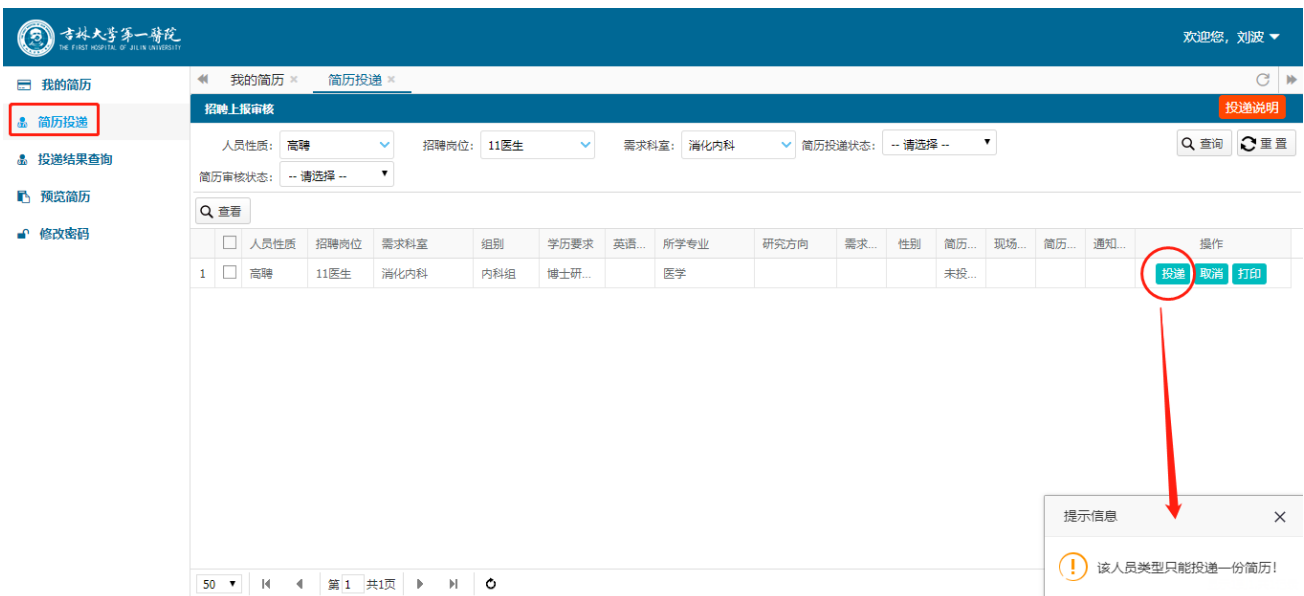 吉林大学第一醫院
THE FIRST HOSPITAL OF JILIN UNIVERSITY
欢迎您，刘波
我的简历
简历投递
投递结果查询
预览简历
修改密码
我的简历 × 简历投递 ×
招聘上报审核 投递说明
人员性质： 高聘 招聘岗位： 11医生 需求科室： 消化内科 简历投递状态： -- 请选择 -- 查询 重置
简历审核状态： -- 请选择 --
查看
人员性质 招聘岗位 需求科室 组别 学历要求 英语... 所学专业 研究方向 需求... 性别 简历... 现场... 简历... 通知... 操作
1 高聘 11医生 消化内科 内科组 博士研... 医学 未投... 投递 取消 打印
提示信息 ×
该人员类型只能投递一份简历！
50 第 1 共1页